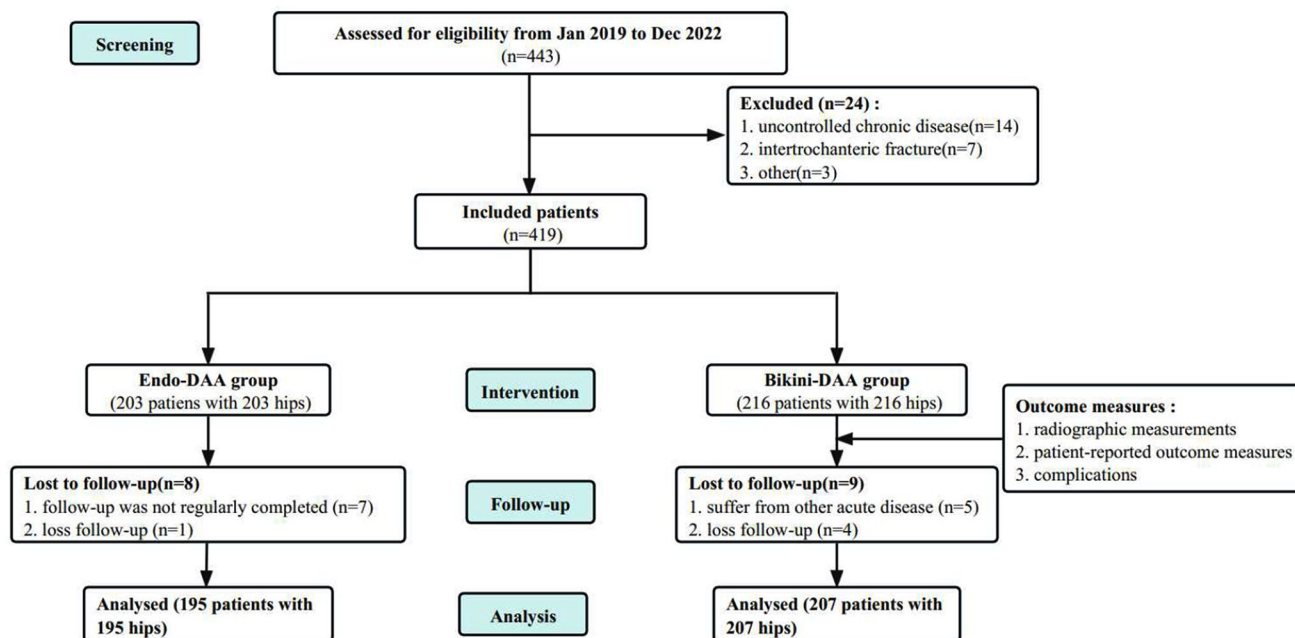 Screening
Assessed for eligibility from Jan 2019 to Dec 2022
(n=443)
Excluded (n=24) :
1. uncontrolled chronic disease(n=14)
2. intertrochanteric fracture(n=7)
3. other(n=3)
Included patients
(n=419)
Endo-DAA group
(203 patiens with 203 hips)
Intervention
Bikini-DAA group
(216 patients with 216 hips)
Outcome measures :
1. radiographic measurements
2. patient-reported outcome measures
3. complications
Lost to follow-up(n=8)
1. follow-up was not regularly completed (n=7)
2. loss follow-up (n=1)
Follow-up
Lost to follow-up(n=9)
1. suffer from other acute disease (n=5)
2. loss follow-up (n=4)
Analysed (195 patients with
195 hips)
Analysis
Analysed (207 patients with
207 hips)